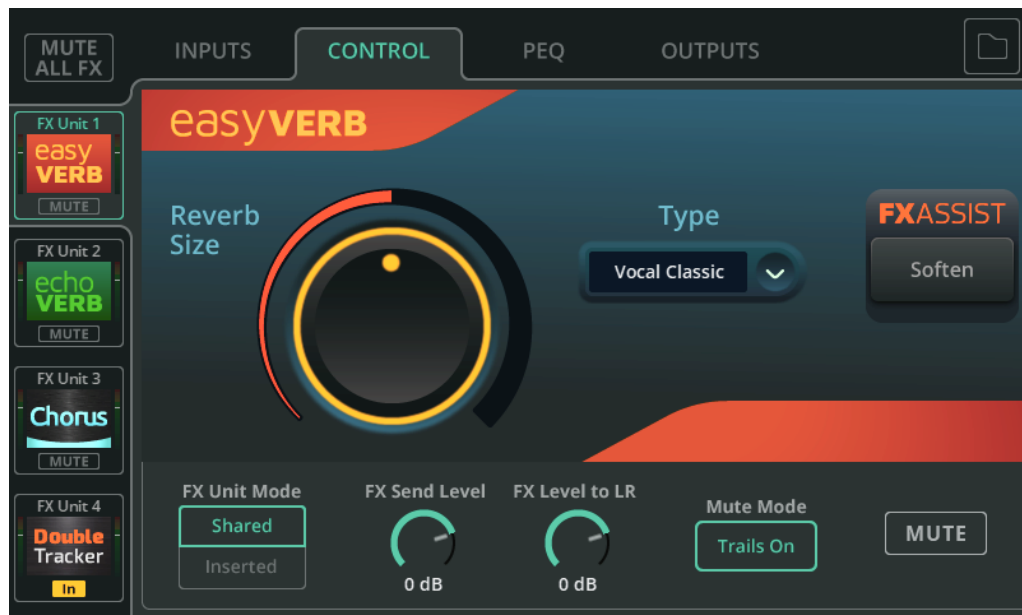 MUTE
ALL FX
INPUTS
CONTROL
PEQ
OUTPUTS
FX Unit 1
easy
VERB
MUTE
FX Unit 2
echo
VERB
MUTE
FX Unit 3
Chorus
MUTE
FX Unit 4
Double
Tracker
In
easyVERB
Reverb
Size
Type
Vocal Classic
FXASSIST
Soften
FX Unit Mode
Shared
Inserted
FX Send Level
0 dB
FX Level to LR
0 dB
Mute Mode
Trails On
MUTE